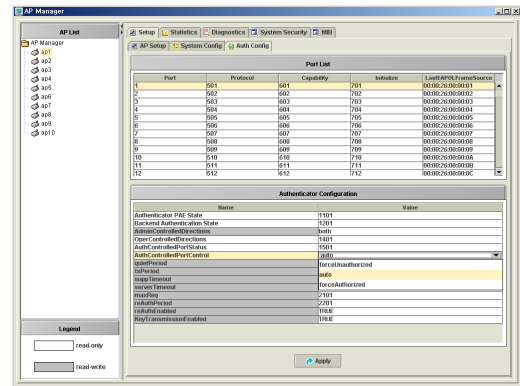 AP Manager
AP List
AP Manager
ap1
ap2
ap3
ap4
ap5
ap6
ap7
ap8
ap9
ap10
Legend
read-only
read-write
Setup Statistics Diagnostics System Security MIB
AP Setup System Config Auth Config
Port List
Port Protocol Capability Initialize LastEAPOLFrameSource
1 501 601 701 00:00:26:00:00:01
2 502 602 702 00:00:26:00:00:02
3 503 603 703 00:00:26:00:00:03
4 504 604 704 00:00:26:00:00:04
5 505 605 705 00:00:26:00:00:05
6 506 606 706 00:00:26:00:00:06
7 507 607 707 00:00:26:00:00:07
8 508 608 708 00:00:26:00:00:08
9 509 609 709 00:00:26:00:00:09
10 510 610 710 00:00:26:00:00:0A
11 511 611 711 00:00:26:00:00:0B
12 512 612 712 00:00:26:00:00:0C
Authenticator Configuration
Name Value
Authenticator PAE State 1101
Backend Authentication State 1201
AdminControlledDirections both
OperControlledDirections 1401
AuthControlledPortStatus 1501
AuthControlledPortControl auto
quietPeriod forceUnauthorized
txPeriod auto
suppTimeout
serverTimeout forceAuthorized
maxReq 2101
reAuthPeriod 2201
reAuthEnabled TRUE
KeyTransmissionEnabled TRUE
Apply